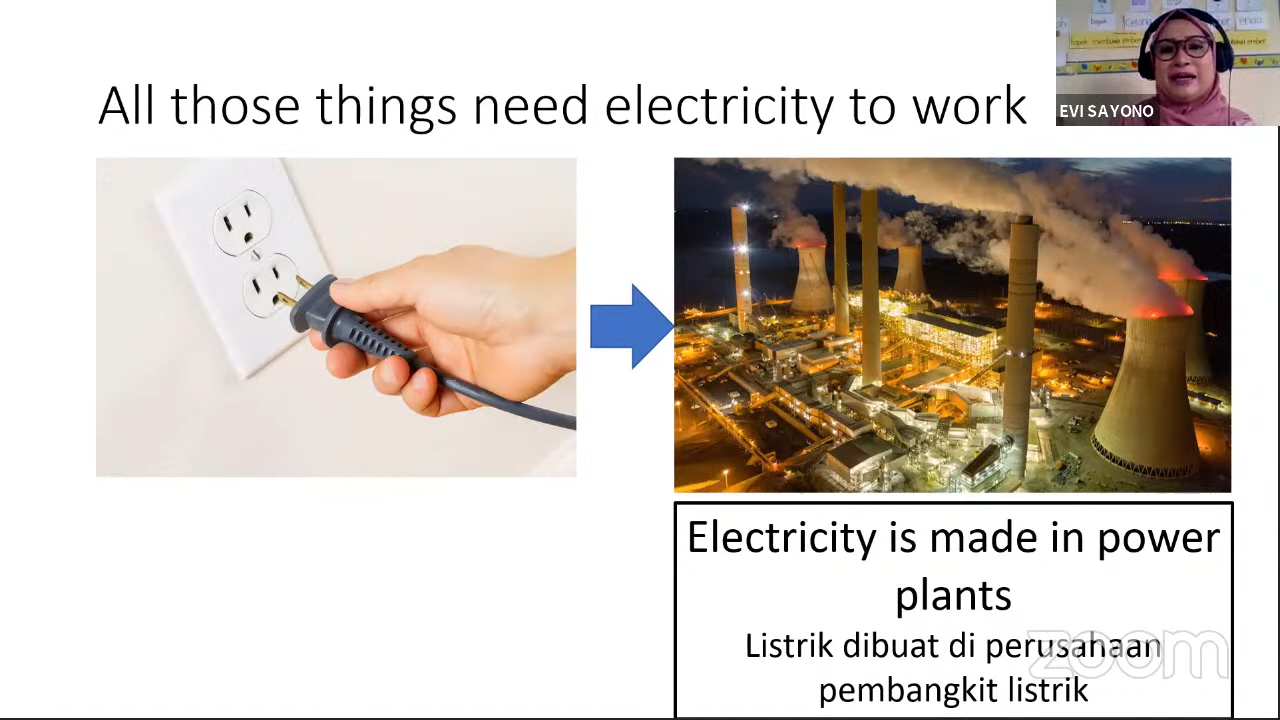 All those things need electricity to work
EVI SAYONO
Electricity is made in power
plants
Listrik dibuat di perusahaan
pembangkit listrik
zoom